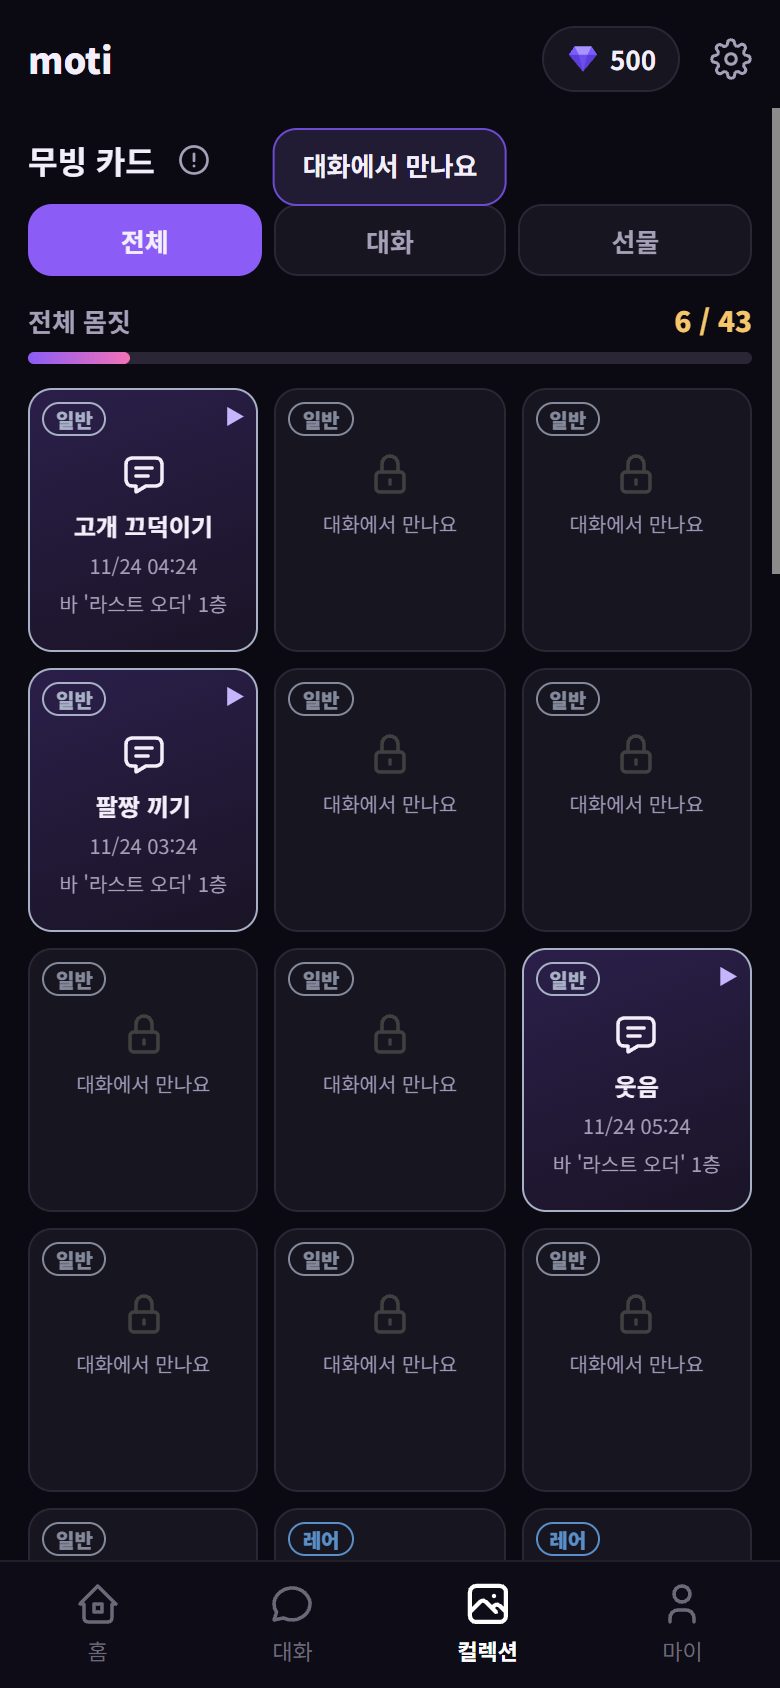 moti
500
무빙 카드
대화에서 만나요
전체
대화
선물
전체 몸짓
6 / 43
일반
고개 끄덕이기
11/24 04:24
바 '라스트 오더' 1층
일반
대화에서 만나요
일반
대화에서 만나요
일반
팔짱 끼기
11/24 03:24
바 '라스트 오더' 1층
일반
대화에서 만나요
일반
대화에서 만나요
일반
대화에서 만나요
일반
대화에서 만나요
일반
웃음
11/24 05:24
바 '라스트 오더' 1층
일반
대화에서 만나요
일반
대화에서 만나요
일반
대화에서 만나요
일반
레어
레어
홈
대화
컬렉션
마이